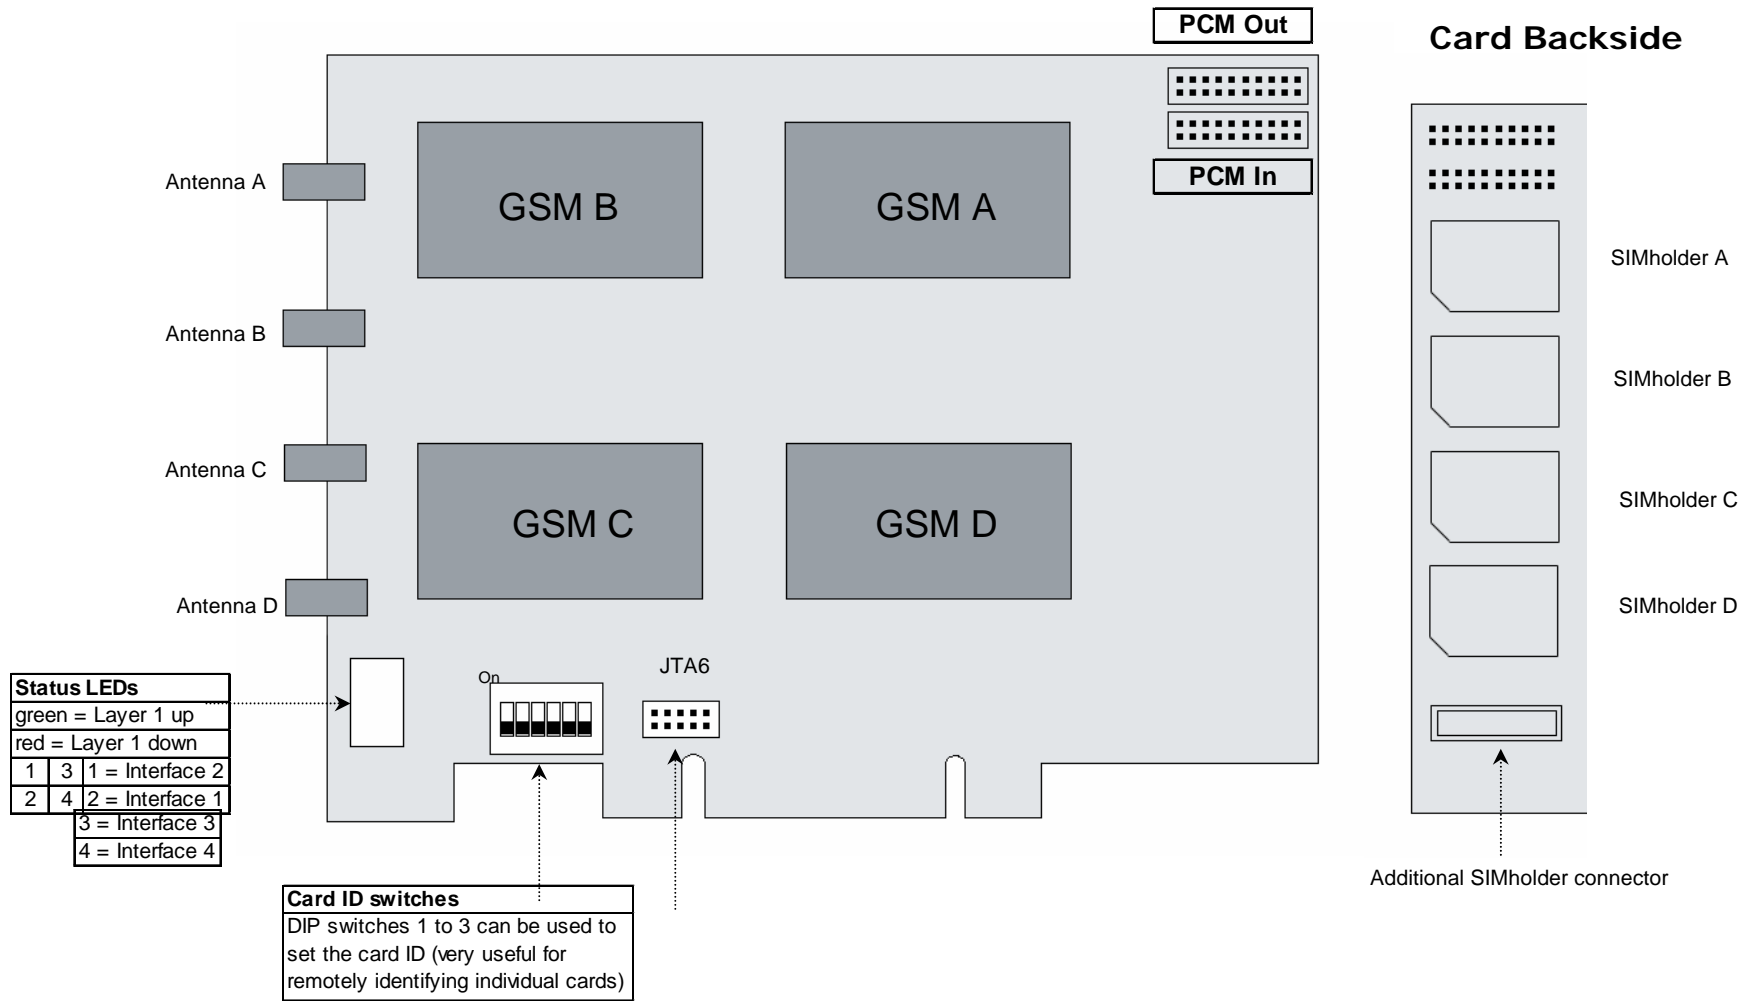 PCM Out
Card Backside
PCM In
Antenna A
GSM B
GSM A
SIMholder A
Antenna B
SIMholder B
Antenna C
GSM C
GSM D
SIMholder C
Antenna D
SIMholder D
JTA6
On
Status LEDs
green = Layer 1 up
red = Layer 1 down
1 3 1 = Interface 2
2 4 2 = Interface 1
3 = Interface 3
4 = Interface 4
Additional SIMholder connector
Card ID switches
DIP switches 1 to 3 can be used to
set the card ID (very useful for
remotely identifying individual cards)